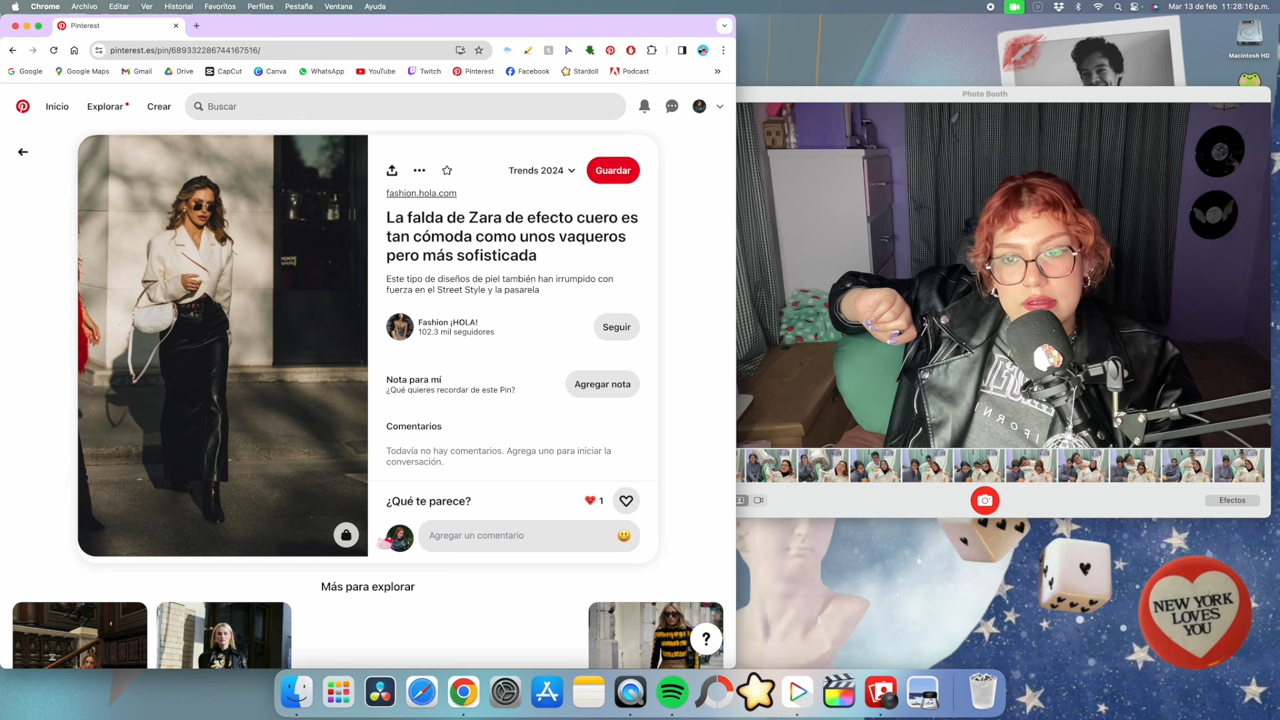 Chrome Archivo Editar Ver Historial Favoritos Perfiles Pestaña Ventana Ayuda
Mar 13 de feb 11:28:16 p.m.
Pinterest
pinterest.es/pin/689332286744167516/
Google Google Maps Gmail Drive CapCut Canva WhatsApp YouTube Twitch Pinterest Facebook Stardoll Podcast
Macintosh HD
Photo Booth
Inicio Explorar Crear Buscar
Trends 2024 Guardar
fashion.hola.com
La falda de Zara de efecto cuero es
tan cómoda como unos vaqueros
pero más sofisticada
Este tipo de diseños de piel también han irrumpido con
fuerza en el Street Style y la pasarela
Fashion ¡HOLA!
102.3 mil seguidores
Seguir
Nota para mí
¿Qué quieres recordar de este Pin?
Agregar nota
Comentarios
Todavía no hay comentarios. Agrega uno para iniciar la
conversación.
¿Qué te parece? 1
Agregar un comentario
Efectos
Más para explorar
?
NEW YORK
LOVES
YOU